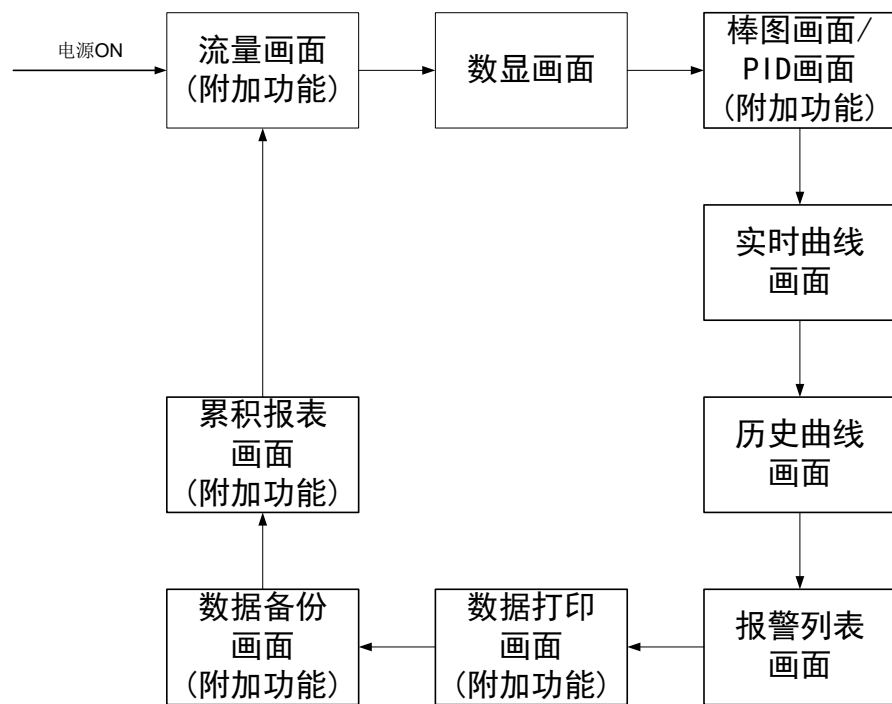 电源ON
流量画面
(附加功能)
数显画面
棒图画面/
PID画面
(附加功能)
实时曲线
画面
历史曲线
画面
报警列表
画面
数据打印
画面
(附加功能)
数据备份
画面
(附加功能)
累积报表
画面
(附加功能)